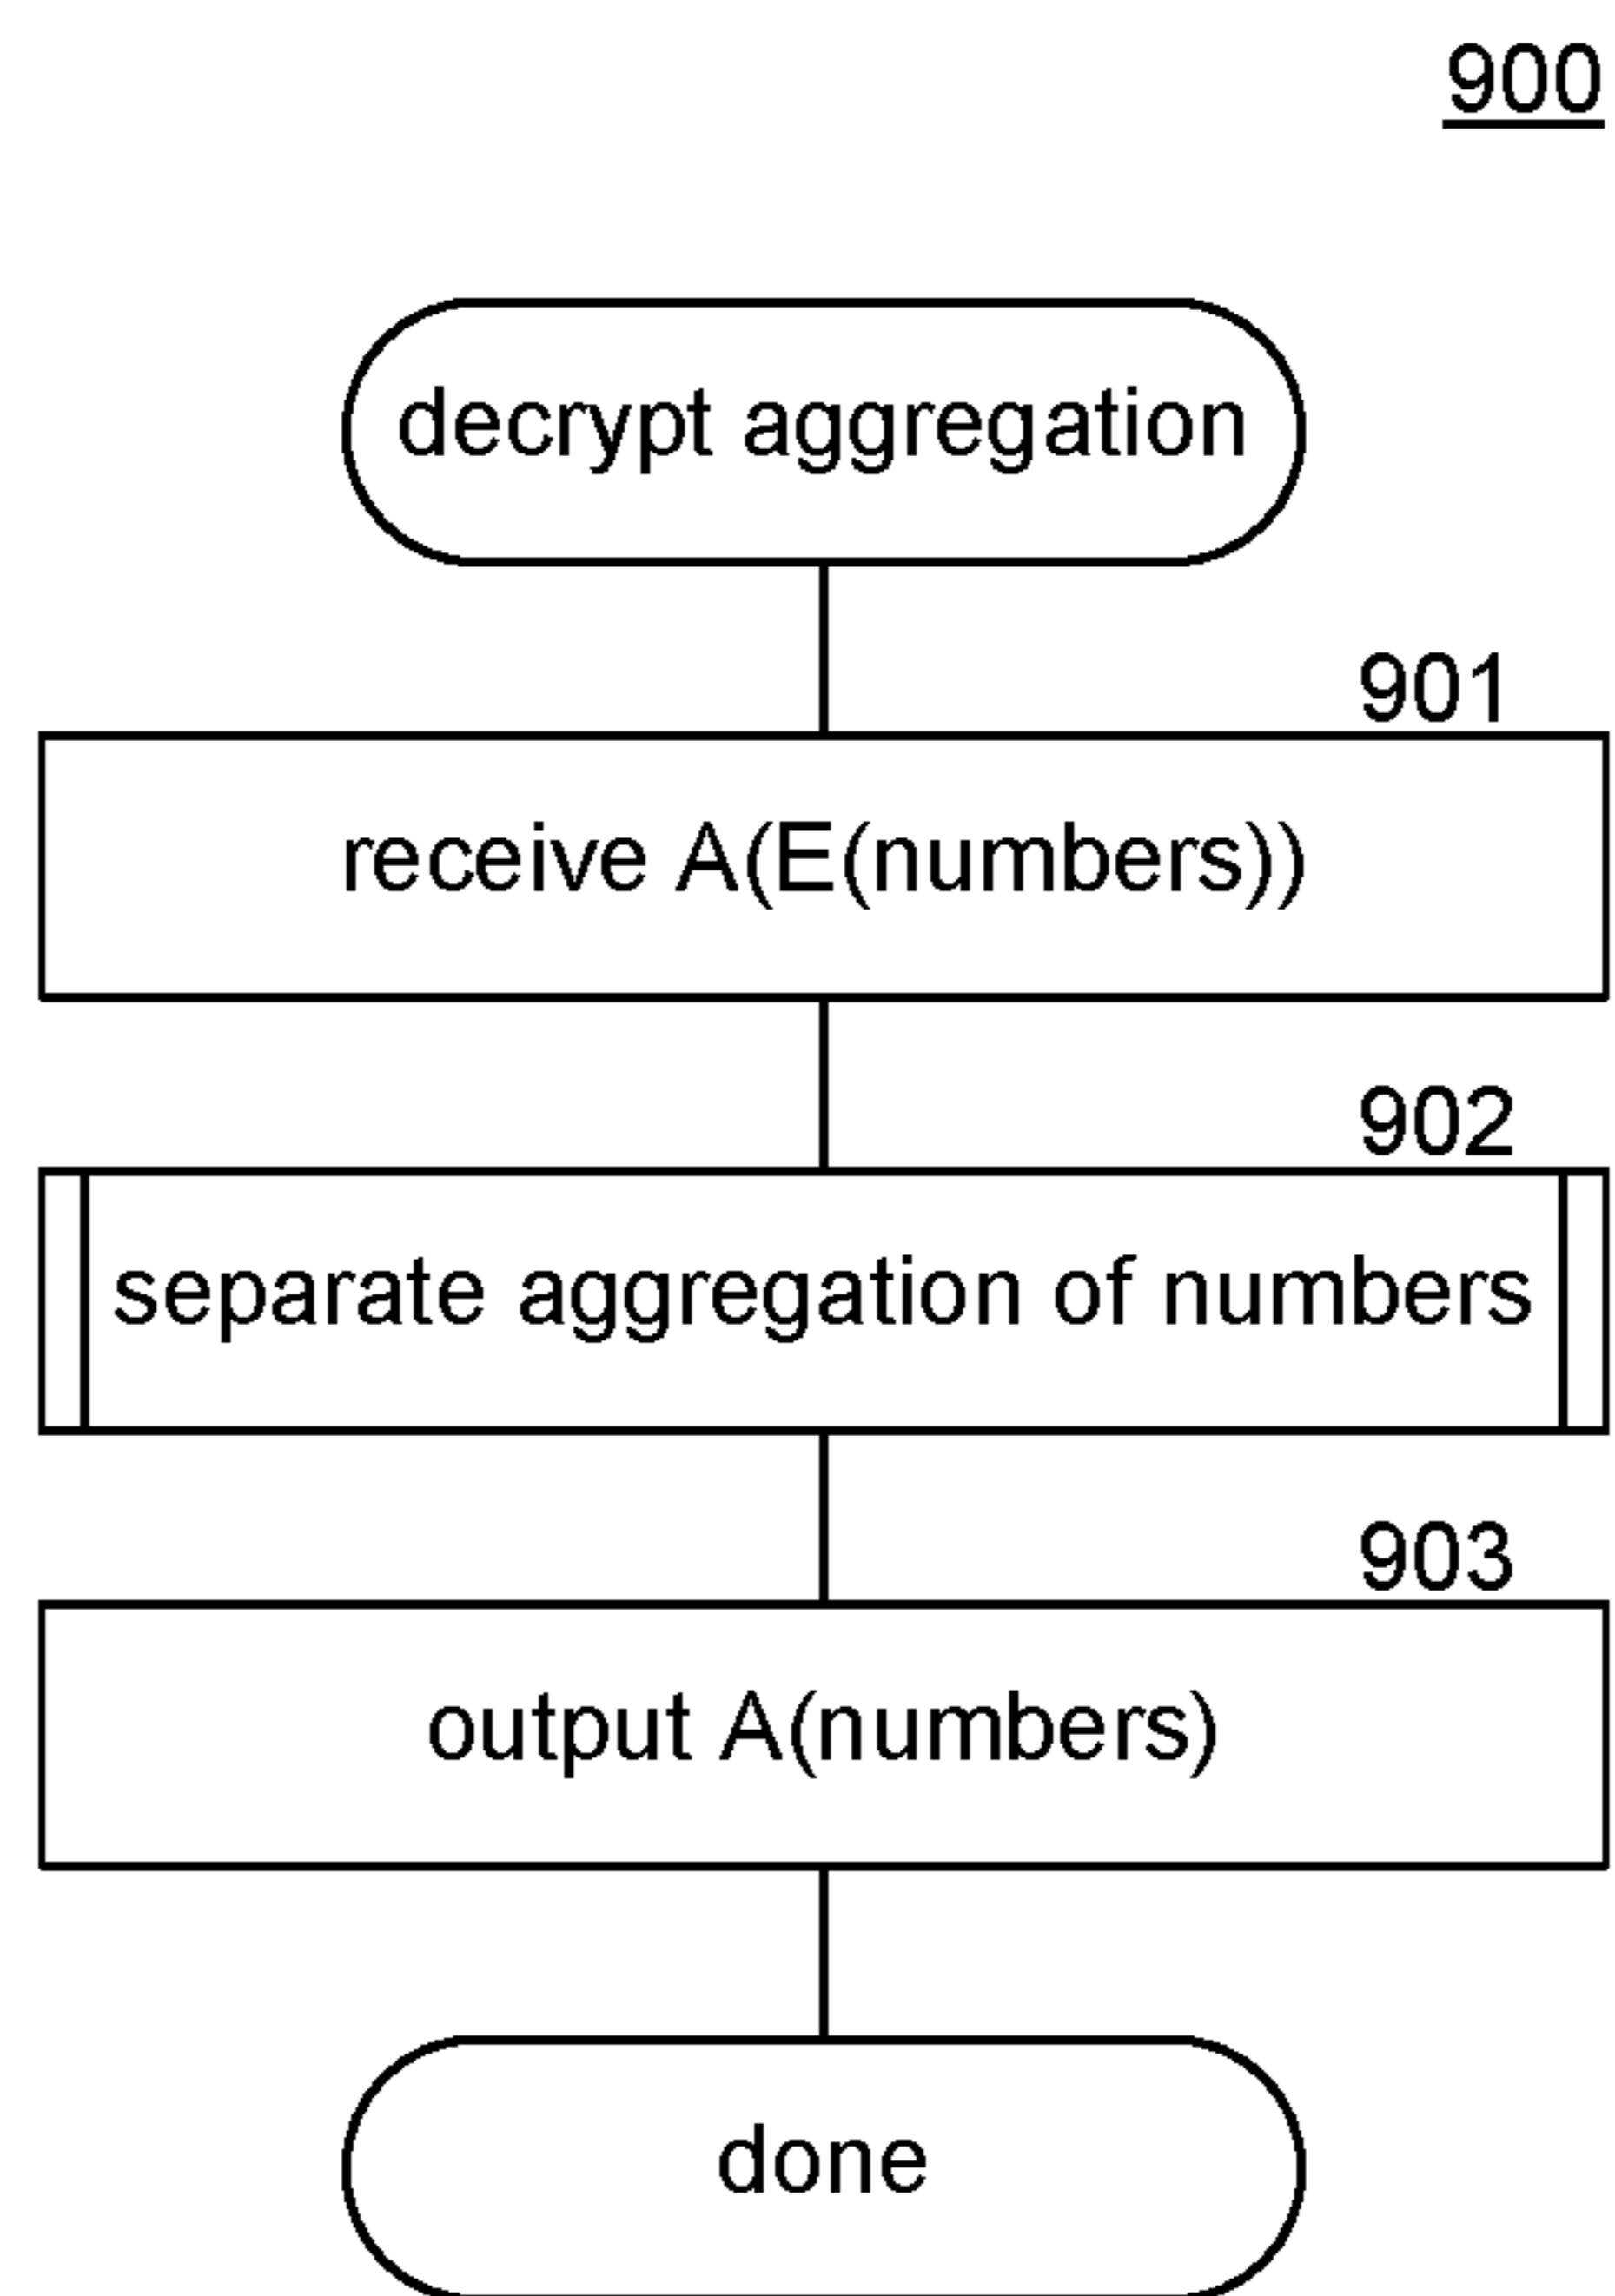 900
decrypt aggregation
901
receive A(E(numbers))
902
separate aggregation of numbers
903
output A(numbers)
done